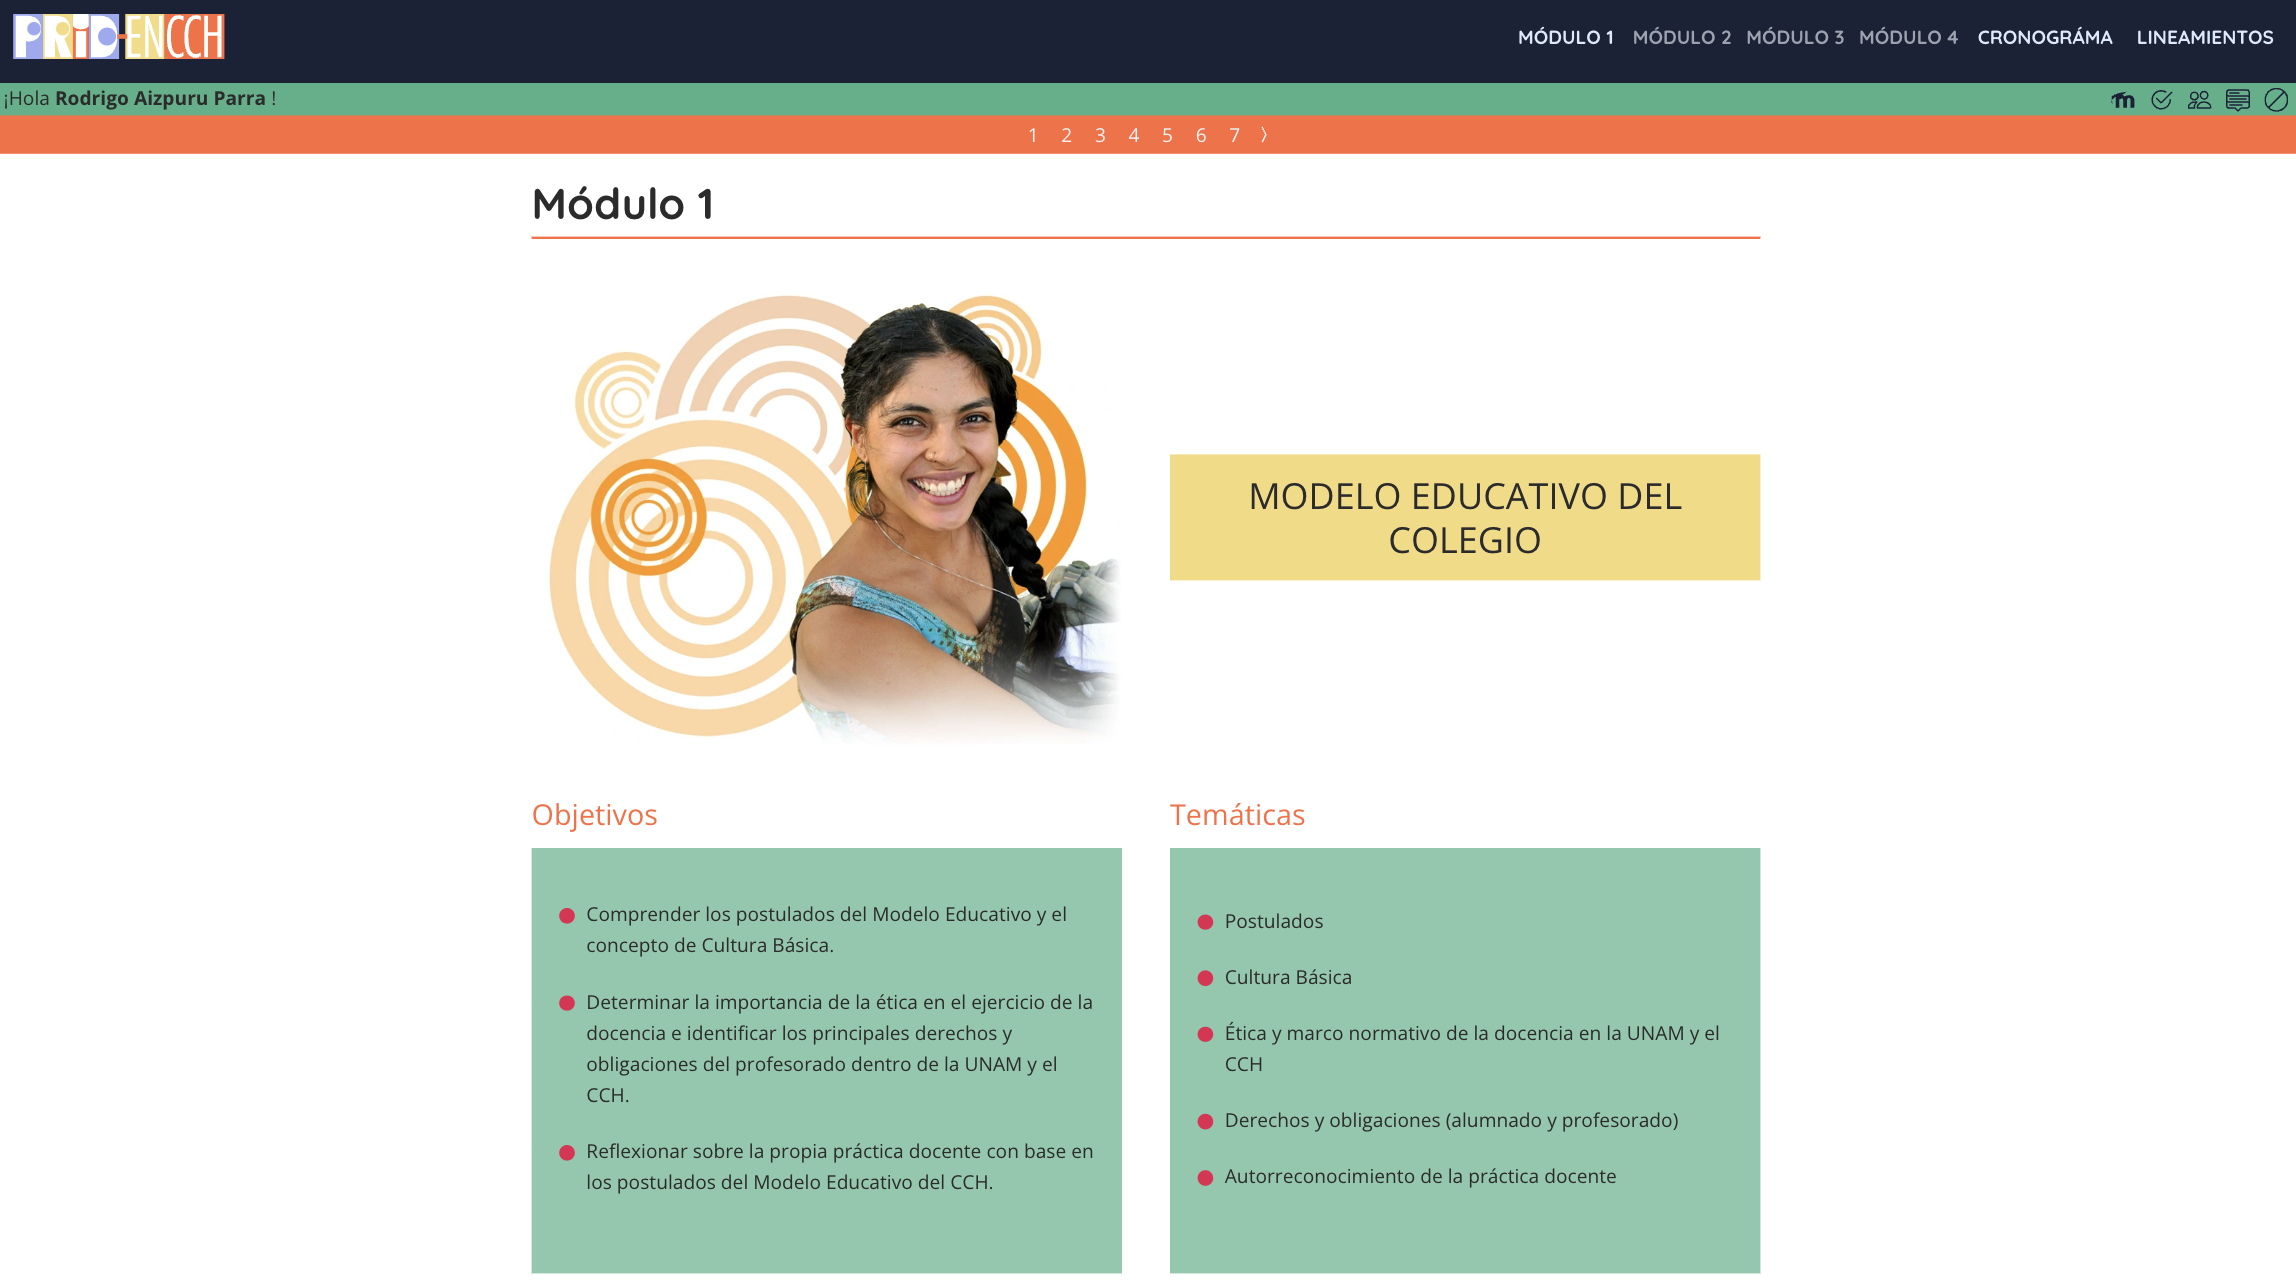 PRiD-ENCCH
MÓDULO 1 MÓDULO 2 MÓDULO 3 MÓDULO 4 CRONOGRÁMA LINEAMIENTOS
¡Hola Rodrigo Aizpuru Parra !
1 2 3 4 5 6 7 〉
Módulo 1
MODELO EDUCATIVO DEL
COLEGIO
Objetivos
Comprender los postulados del Modelo Educativo y el
concepto de Cultura Básica.
Determinar la importancia de la ética en el ejercicio de la
docencia e identificar los principales derechos y
obligaciones del profesorado dentro de la UNAM y el
CCH.
Reflexionar sobre la propia práctica docente con base en
los postulados del Modelo Educativo del CCH.
Temáticas
Postulados
Cultura Básica
Ética y marco normativo de la docencia en la UNAM y el
CCH
Derechos y obligaciones (alumnado y profesorado)
Autorreconocimiento de la práctica docente